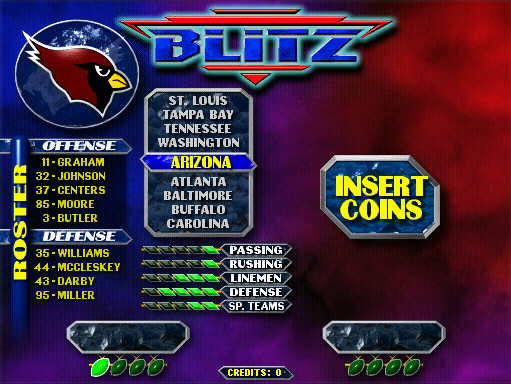 BLITZ
ST. LOUIS
TAMPA BAY
TENNESSEE
WASHINGTON
ARIZONA
ATLANTA
BALTIMORE
BUFFALO
CAROLINA
ROSTER
OFFENSE
11-GRAHAM
32-JOHNSON
37-CENTERS
85-MOORE
3-BUTLER
DEFENSE
35-WILLIAMS
44-MCCLESKEY
43-DARBY
95-MILLER
PASSING
RUSHING
LINEMEN
DEFENSE
SP. TEAMS
INSERT
COINS
CREDITS: 0